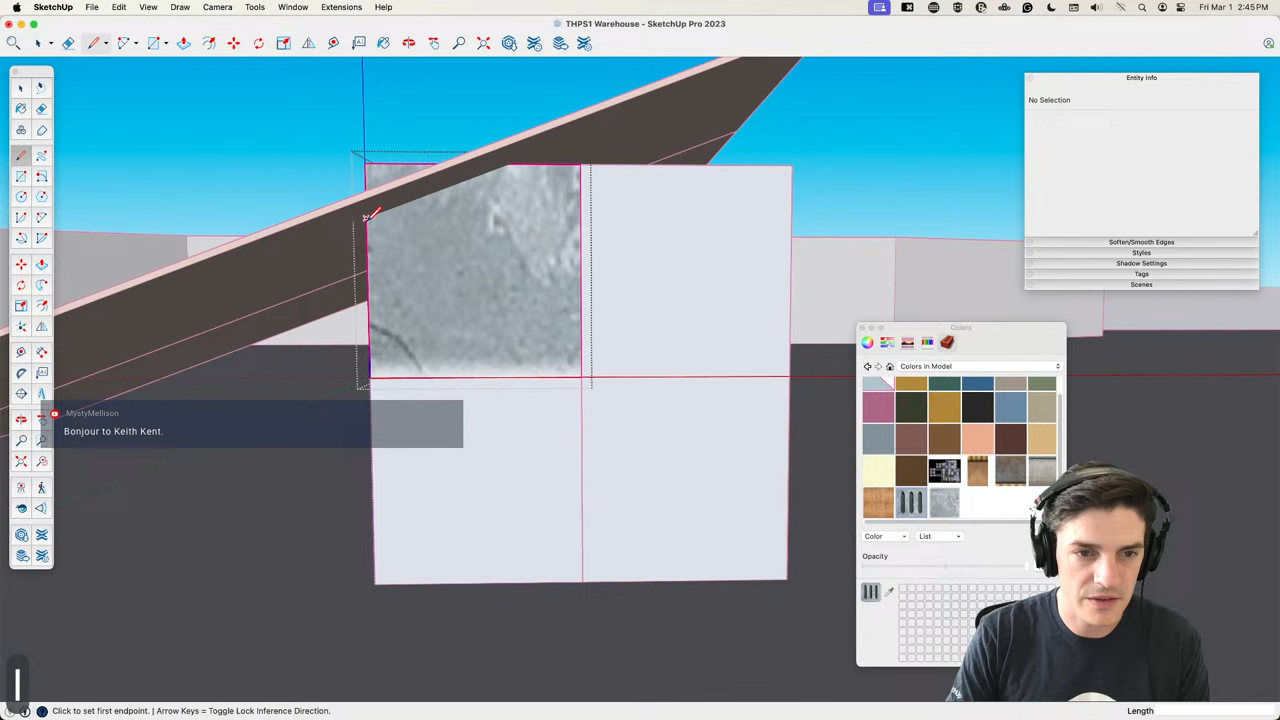 SketchUp File Edit View Draw Camera Tools Window Extensions Help
Fri Mar 1 2:45 PM
THPS1 Warehouse - SketchUp Pro 2023
Entity Info
No Selection
Soften/Smooth Edges
Styles
Shadow Settings
Tags
Scenes
Colors
Colors In Model
Color List
Opacity
.MystyMellison
Bonjour to Keith Kent.
Click to set first endpoint. | Arrow Keys = Toggle Lock Inference Direction.
Length